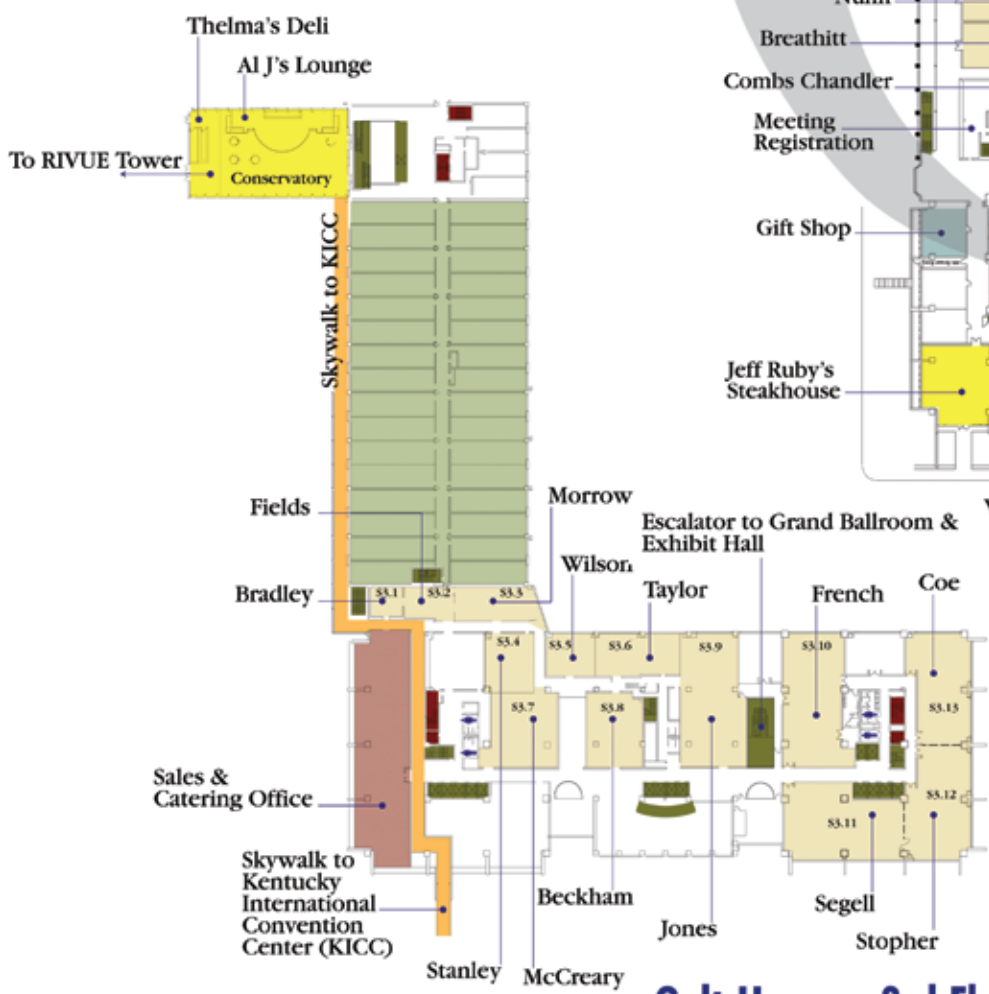 Thelma's Deli
Al J's Lounge
To RIVUE Tower
Conservatory
Skywalk to KICC
Breathitt
Combs Chandler
Meeting
Registration
Gift Shop
Jeff Ruby's
Steakhouse
Fields
Morrow
Escalator to Grand Ballroom &
Exhibit Hall
Wilson
Bradley
Taylor
French
Coe
S3.1
S3.2
S3.3
S3.4
S3.5
S3.6
S3.9
S3.10
S3.7
S3.8
S3.13
Sales &
Catering Office
S3.12
S3.11
Skywalk to
Kentucky
International
Convention
Center (KICC)
Beckham
Segell
Jones
Stopher
Stanley
McCreary